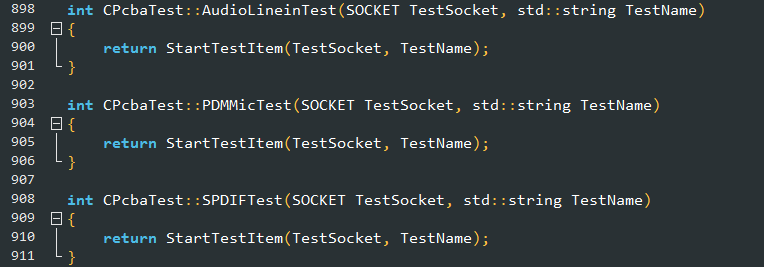 898 int CPcbaTest::AudioLineinTest(SOCKET TestSocket, std::string TestName)
899 {
900 return StartTestItem(TestSocket, TestName);
901 }
902
903 int CPcbaTest::PDMMicTest(SOCKET TestSocket, std::string TestName)
904 {
905 return StartTestItem(TestSocket, TestName);
906 }
907
908 int CPcbaTest::SPDIFTest(SOCKET TestSocket, std::string TestName)
909 {
910 return StartTestItem(TestSocket, TestName);
911 }